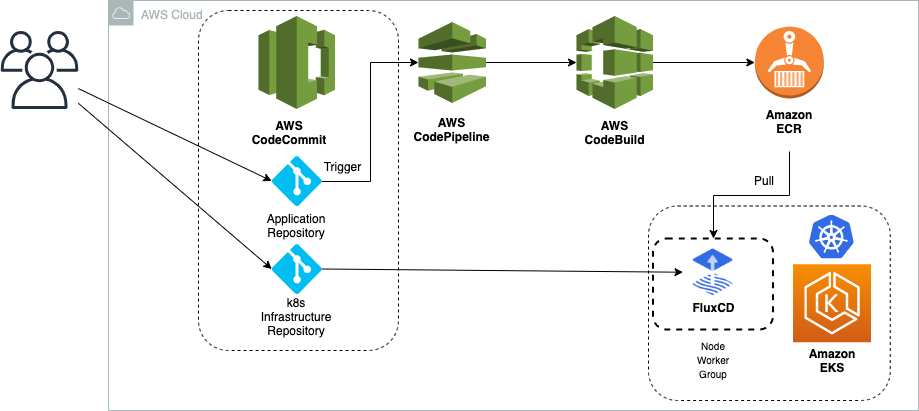 AWS Cloud
AWS
CodeCommit
AWS
CodePipeline
AWS
CodeBuild
Amazon
ECR
Trigger
Application
Repository
Pull
k8s
Infrastructure
Repository
FluxCD
Node
Worker
Group
K
Amazon
EKS